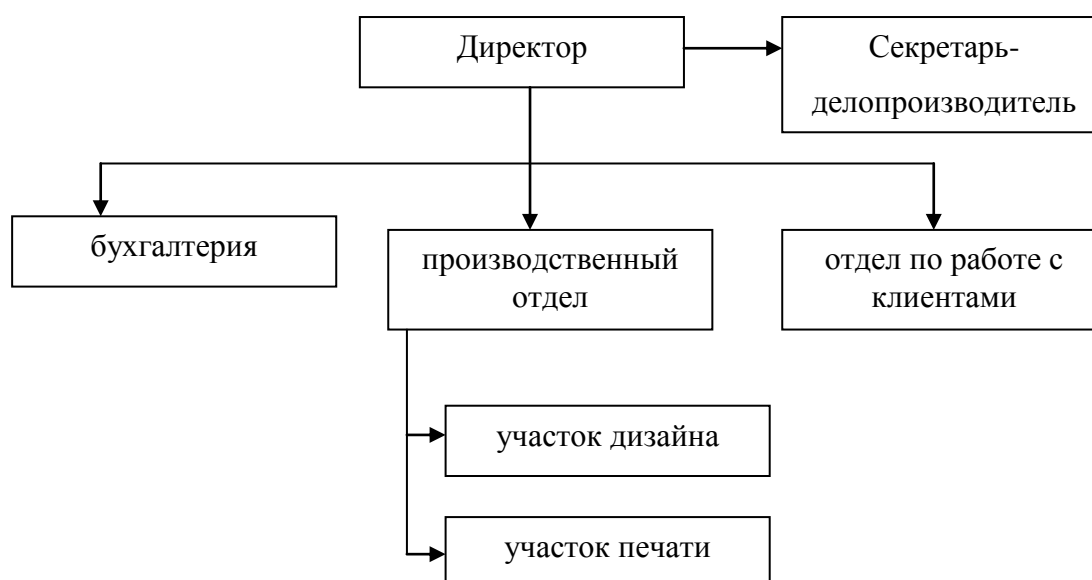 Директор
Секретарь-
делопроизводитель
бухгалтерия
производственный
отдел
отдел по работе с
клиентами
участок дизайна
участок печати